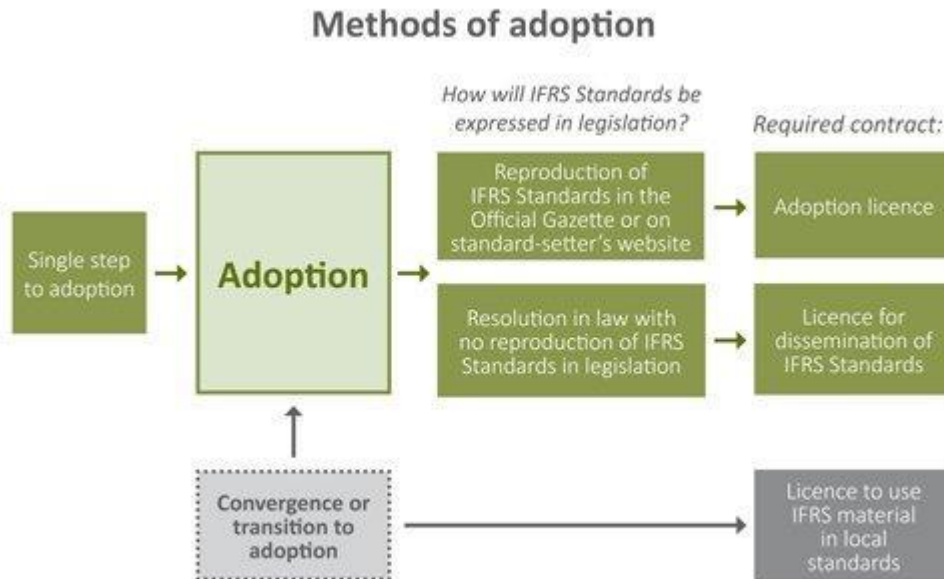 Methods of adoption
How will IFRS Standards be
expressed in legislation?
Required contract:
Single step
to adoption
Adoption
Reproduction of
IFRS Standards in the
Official Gazette or on
standard-setter's website
Adoption licence
Resolution in law with
no reproduction of IFRS
Standards in legislation
Licence for
dissemination of
IFRS Standards
Convergence or
transition to
adoption
Licence to use
IFRS material
in local
standards